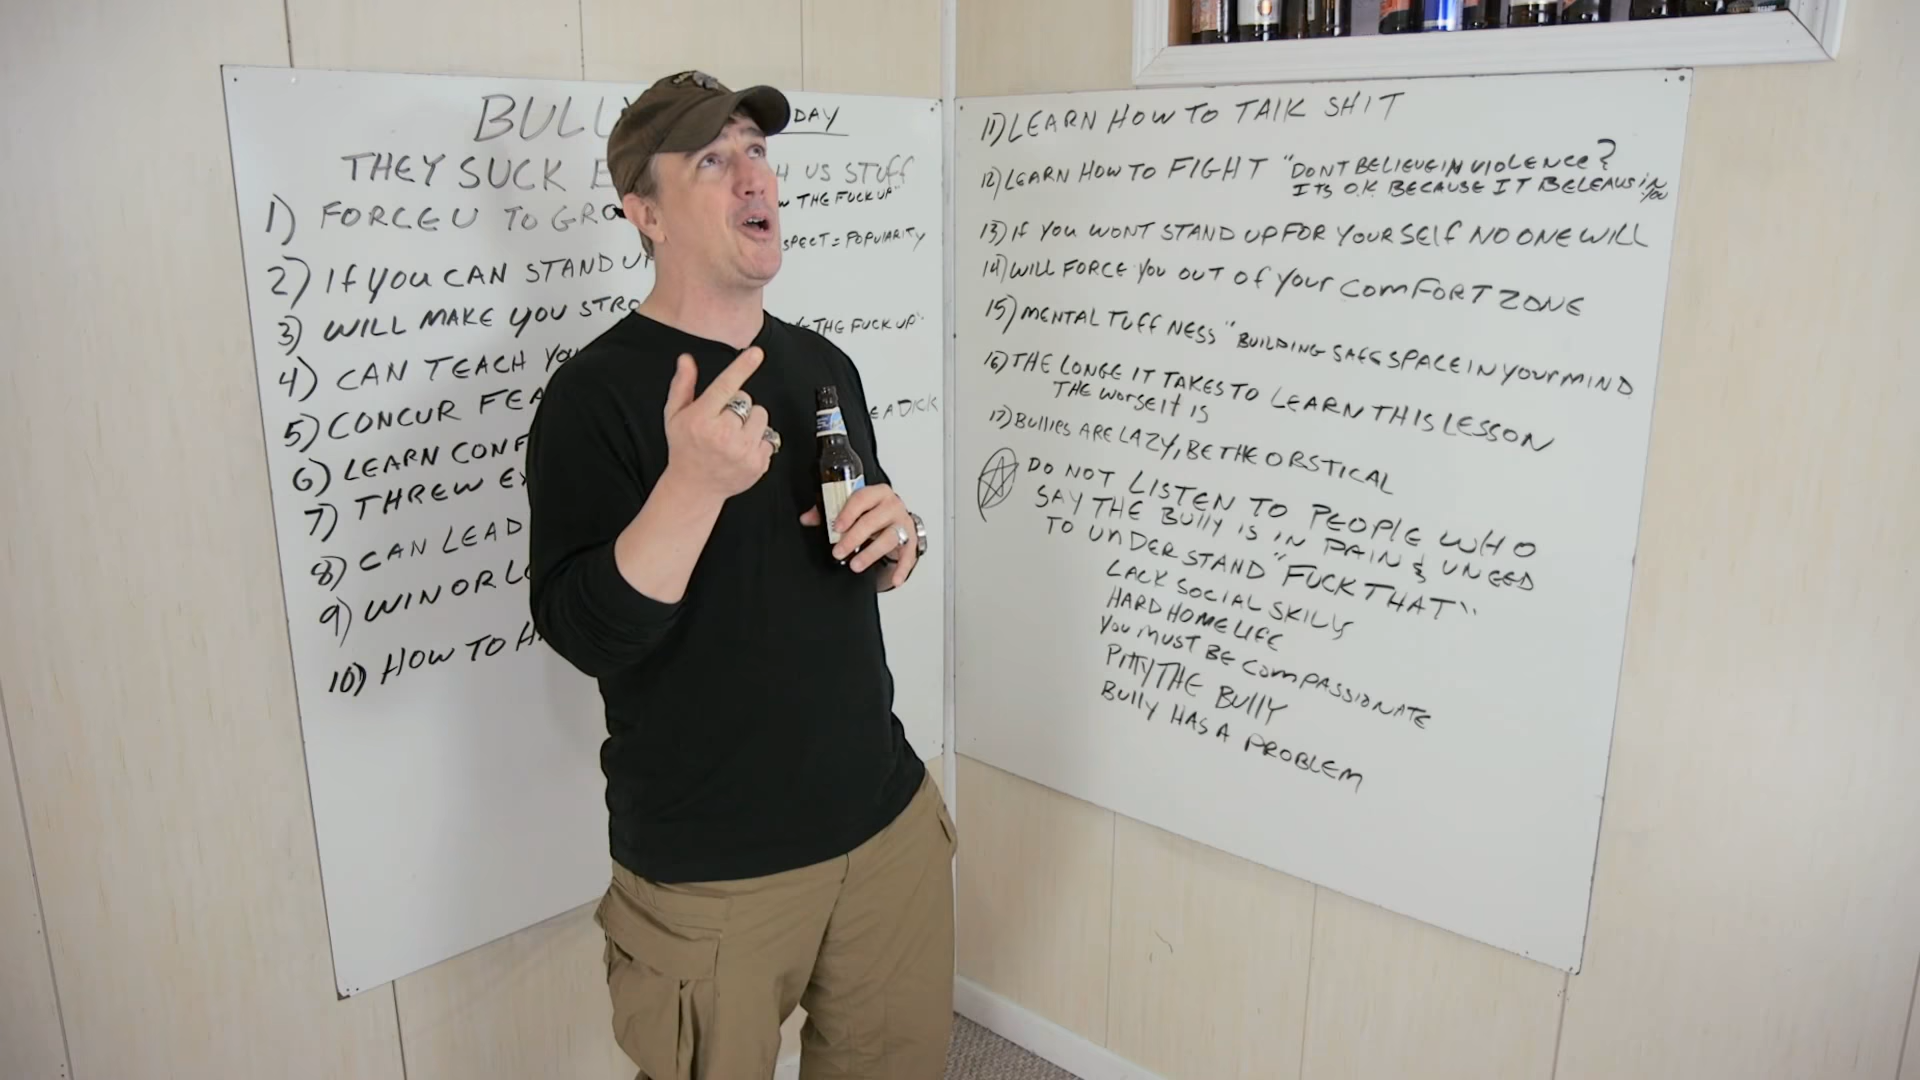 BULL
DAY
THEY SUCK
US STUFF
1) FORCE U TO GRO
THE FUCK UP"
2) If YOU CAN STAND U
SPECT = POPULARITY
3) WILL MAKE YOU STRO
THE FUCK UP"
4) CAN TEACH YOU
5) CONCUR FEA
E A DICK
6) LEARN CONF
7) THREW EX
8) CAN LEAD
9) WIN OR LO
10) HOW TO H
11) LEARN HOW TO TAlK SHIT
12) LEARN HOW TO FIGHT "DONT BELIEVE IN VIOLENCE?
ITS O.K BECAUSE IT BELEAVS IN YOU
13) If YOU WONT STAND UP FOR YOURSELf NO ONE WILL
14) WILL FORCE YOU OUT OF YOUR COMFORT ZONE
15) MENTAL TUFFNESS "BUILDING SAFE SPACE IN YOUR MIND
16) THE LONGE IT TAKES TO LEARN THIS LESSON
THE WORSE It IS
17) BullIes ARE LAZY, BE THE OBSTICAL
DO NOT LISTEN TO PEOPlE WHO
SAY THE BUlly IS IN PAIN & U NEED
TO UNDERSTAND "FUCK THAT"
LACK SOCIAL SKILLS
HARD HOME LIFE
YOU MUST BE COMPASSIONATE
PITTY THE BULLY
BULLY HAS A PROBLEM